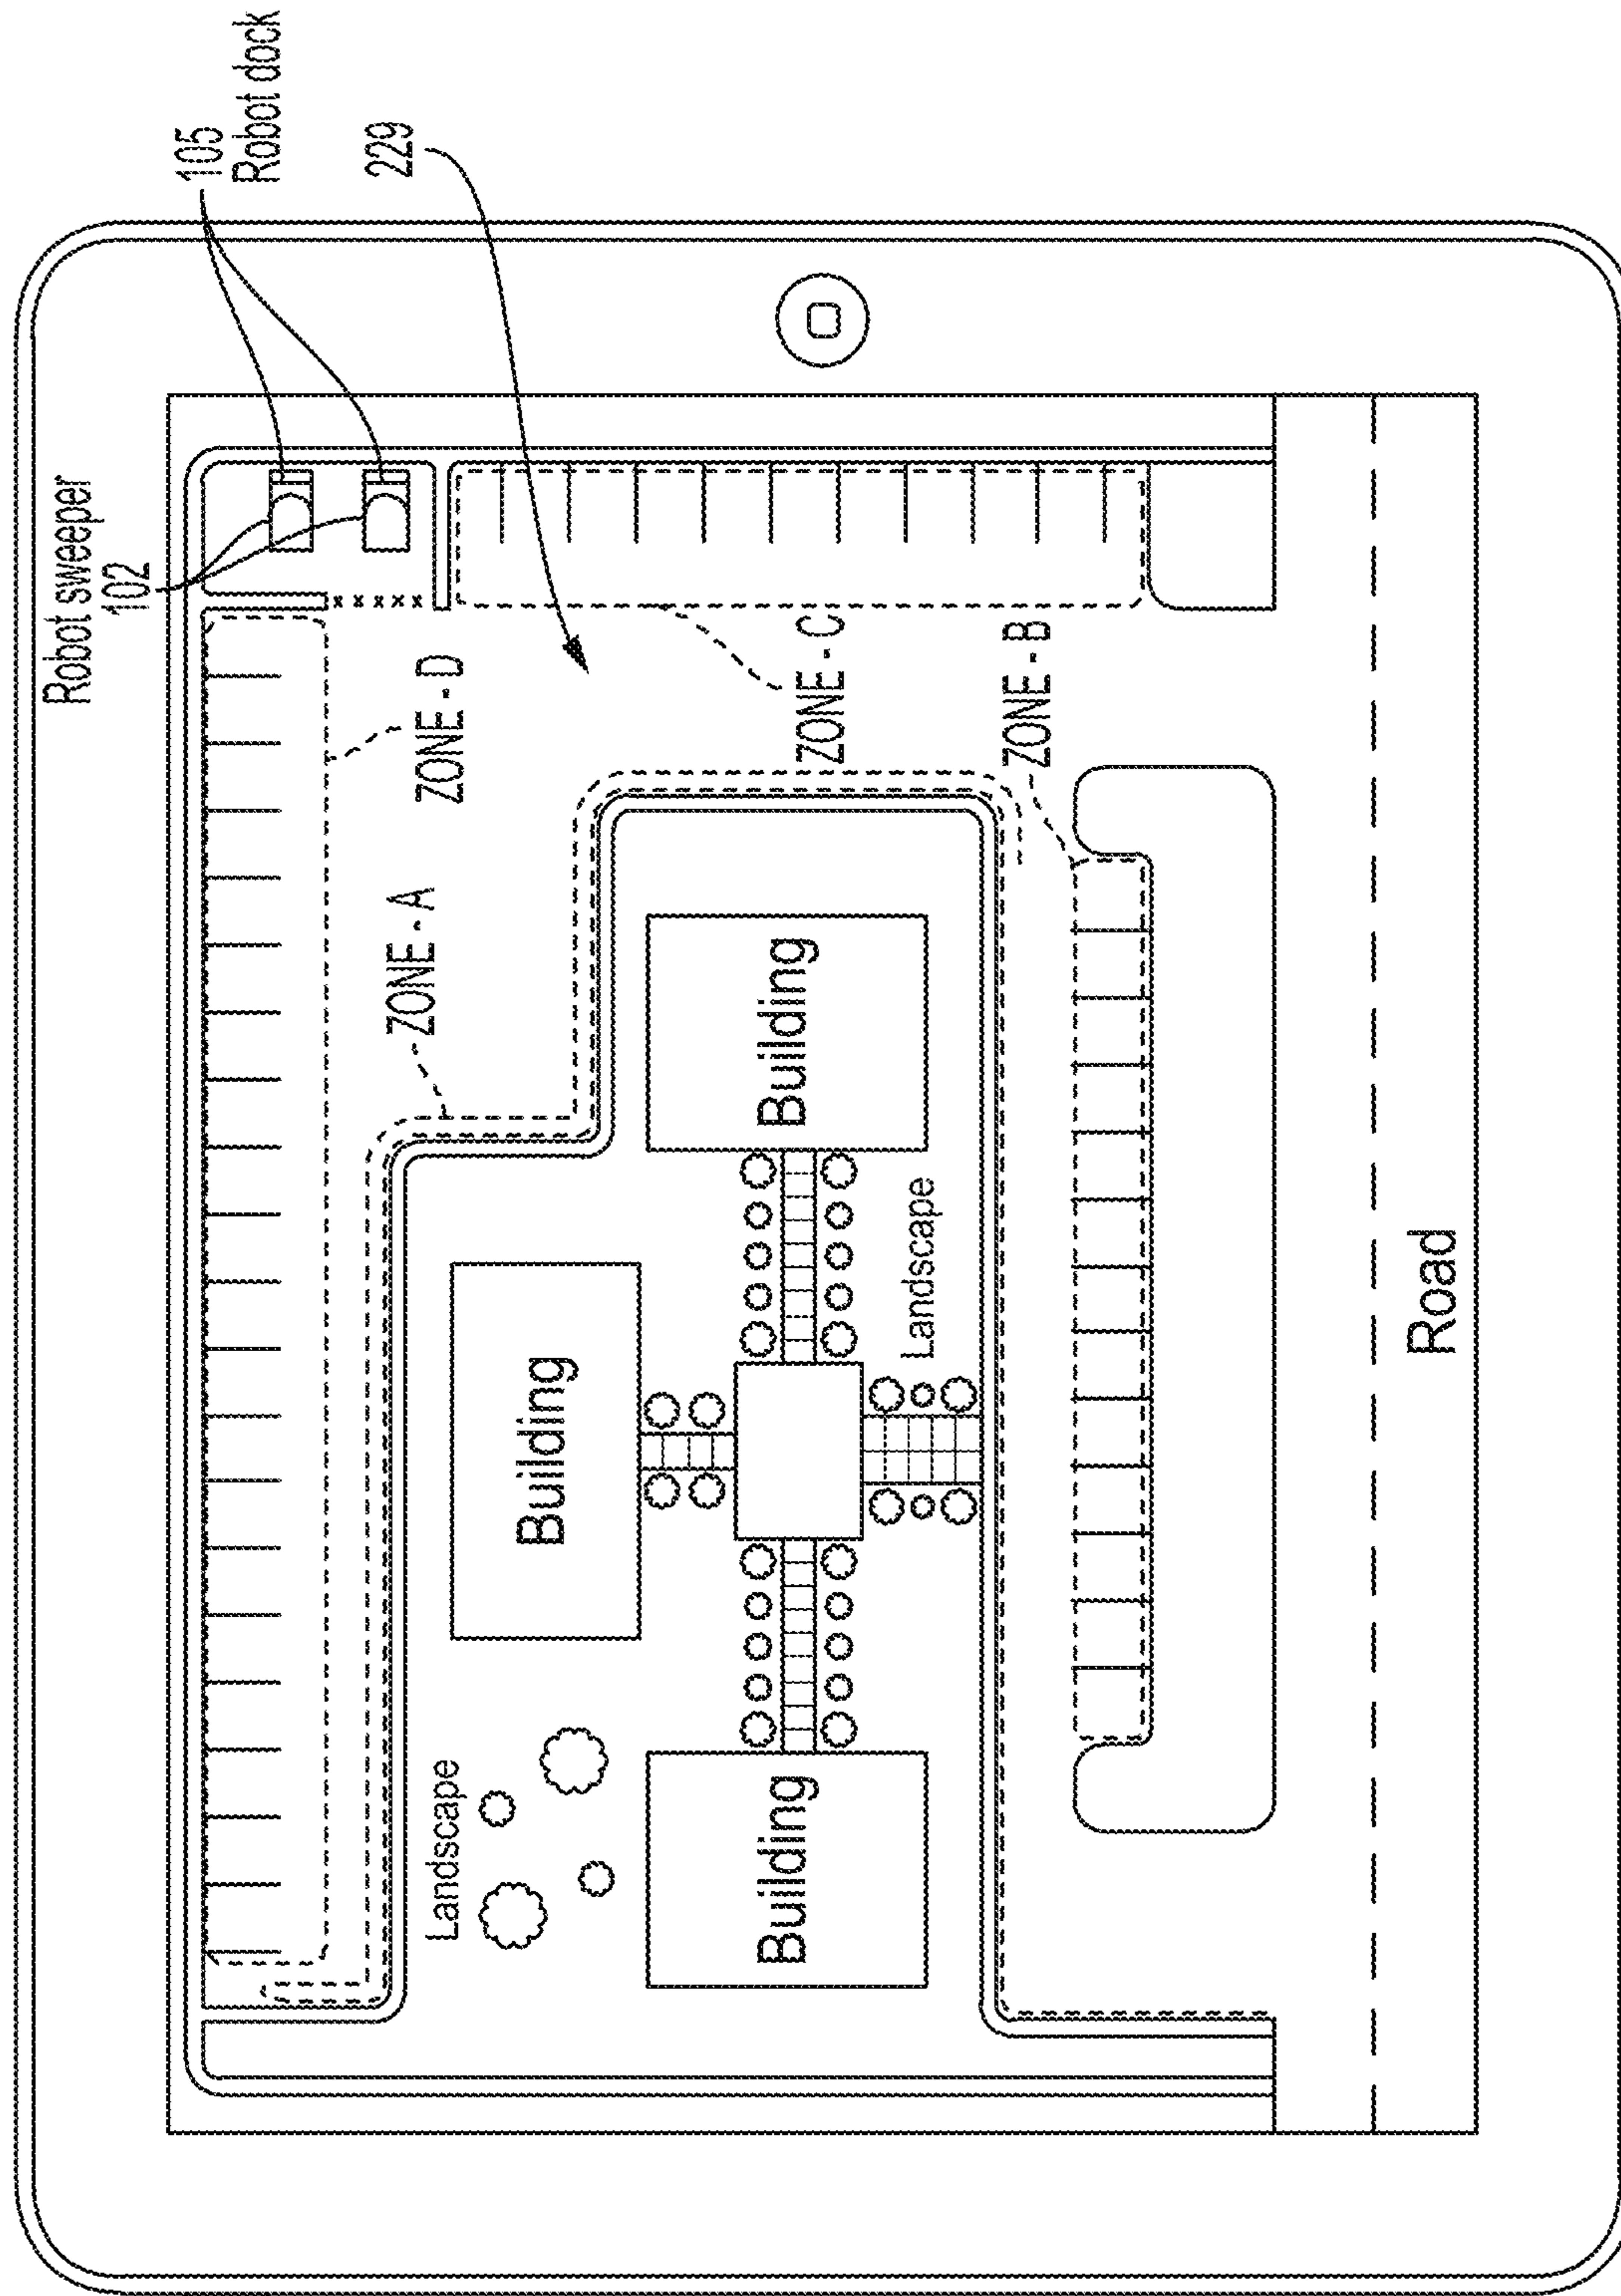 Robot sweeper
102
105
Robot dock
229
ZONE - D
ZONE - A
ZONE - C
ZONE - B
Building
Building
Building
Landscape
Landscape
Road